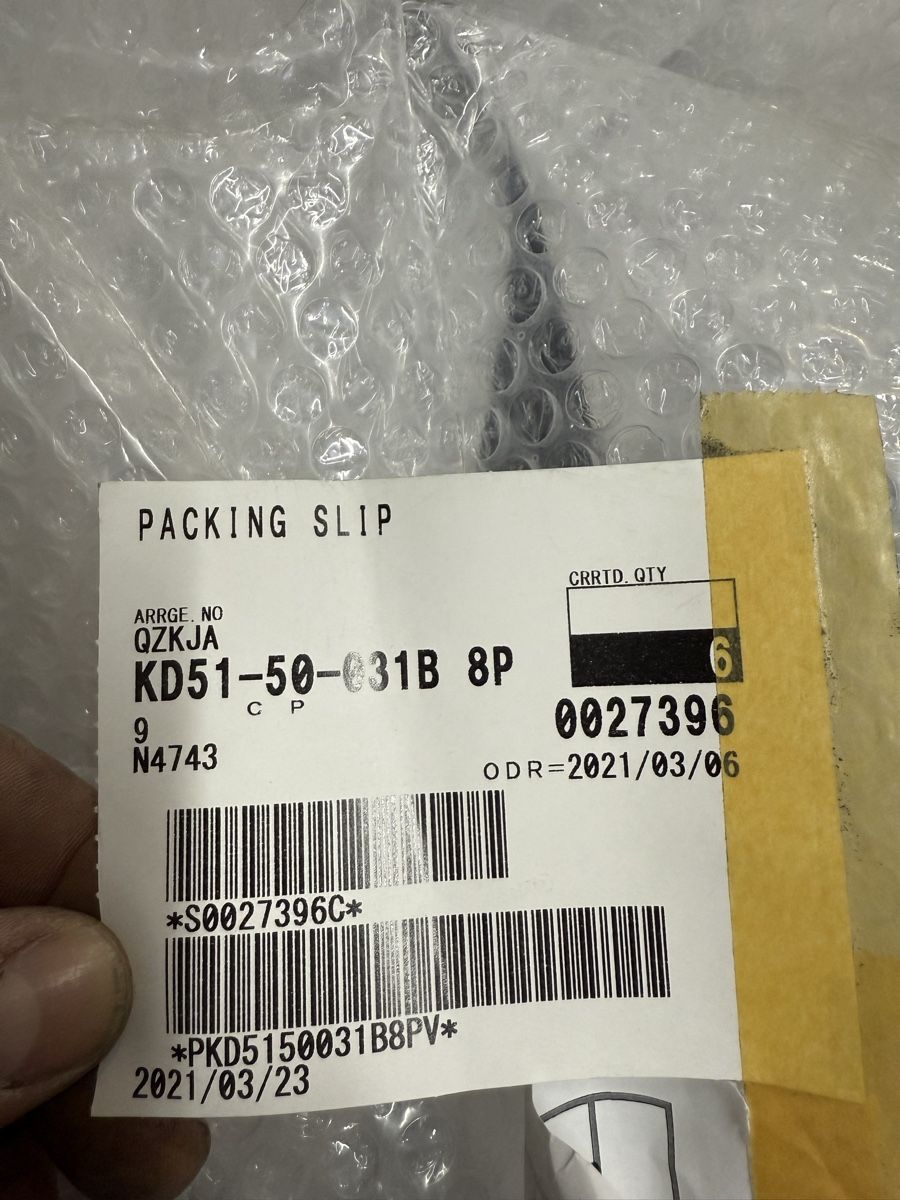 PACKING SLIP
CRRTD. QTY
ARRGE. NO
QZKJA
6
KD51-50-031B 8P
C P
0027396
9
N4743
ODR=2021/03/06
*S0027396C*
*PKD5150031B8PV*
2021/03/23